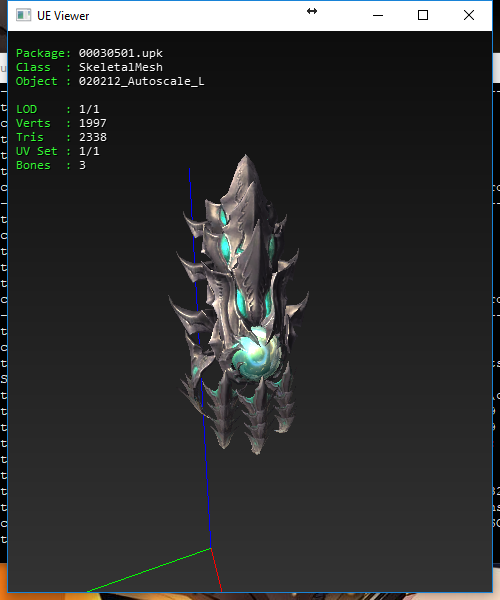 UE Viewer
Package: 00030501.upk
Class : SkeletalMesh
Object : 020212_Autoscale_L
LOD : 1/1
Verts : 1997
Tris : 2338
UV Set : 1/1
Bones : 3